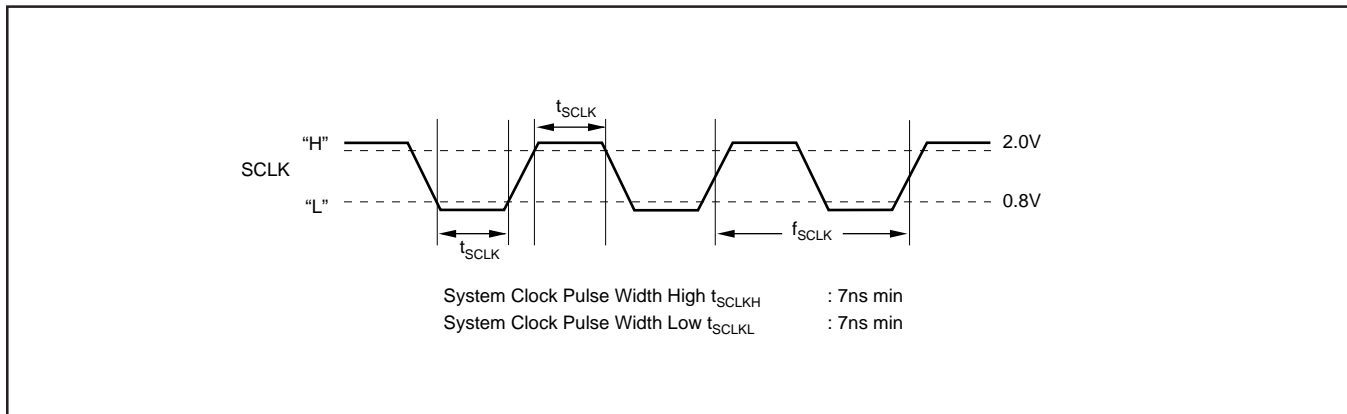 tSCLK
“H”
2.0V
SCLK
“L”
0.8V
tSCLK
fSCLK
System Clock Pulse Width High tSCLKH : 7ns min
System Clock Pulse Width Low tSCLKL : 7ns min